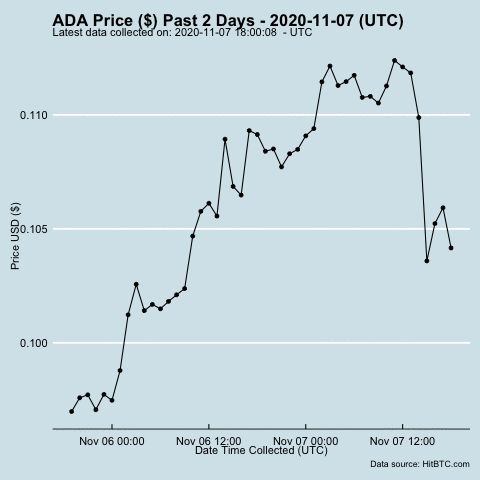 ADA Price ($) Past 2 Days - 2020-11-07 (UTC)
Latest data collected on: 2020-11-07 18:00:08 - UTC
0.110
0.105
0.100
Price USD ($)
Nov 06 00:00 Nov 06 12:00 Nov 07 00:00 Nov 07 12:00
Date Time Collected (UTC)
Data source: HitBTC.com